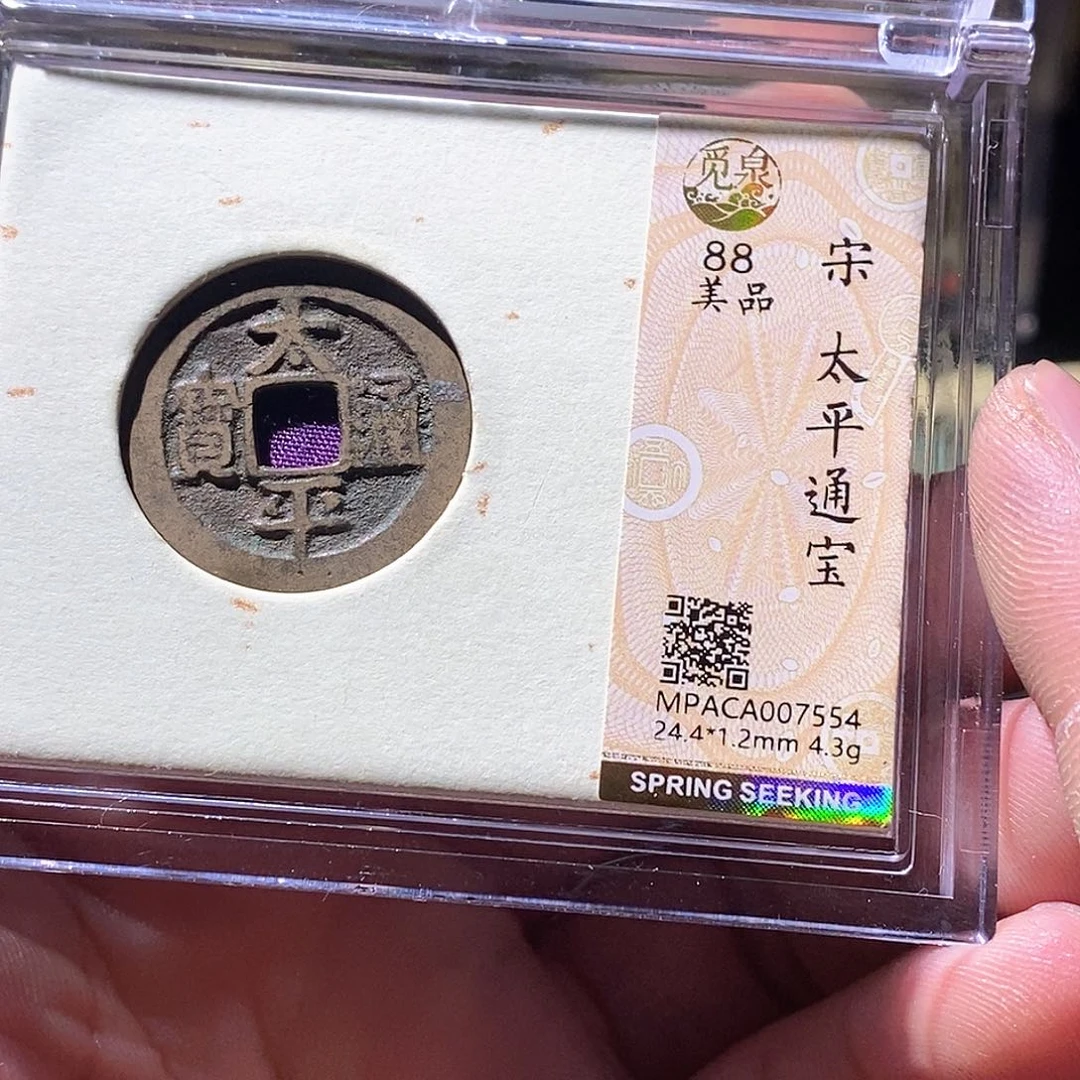 太
平
通
寳
觅泉
88
美品
宋 太平通宝
MPACA007554
24.4*1.2mm 4.3g
SPRING SEEKING